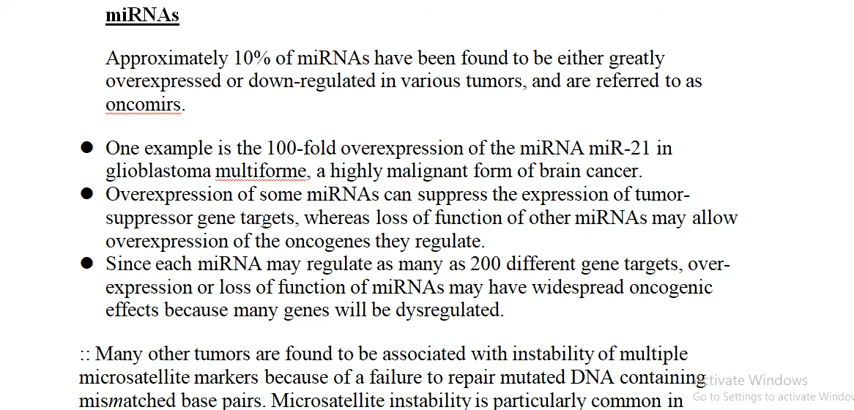 miRNAs
Approximately 10% of miRNAs have been found to be either greatly
overexpressed or down-regulated in various tumors, and are referred to as
oncomirs.
● One example is the 100-fold overexpression of the miRNA miR-21 in
glioblastoma multiforme, a highly malignant form of brain cancer.
● Overexpression of some miRNAs can suppress the expression of tumor-
suppressor gene targets, whereas loss of function of other miRNAs may allow
overexpression of the oncogenes they regulate.
● Since each miRNA may regulate as many as 200 different gene targets, over-
expression or loss of function of miRNAs may have widespread oncogenic
effects because many genes will be dysregulated.
:: Many other tumors are found to be associated with instability of multiple
microsatellite markers because of a failure to repair mutated DNA containing
mismatched base pairs. Microsatellite instability is particularly common in
Activate Windows
Go to Settings to activate Window